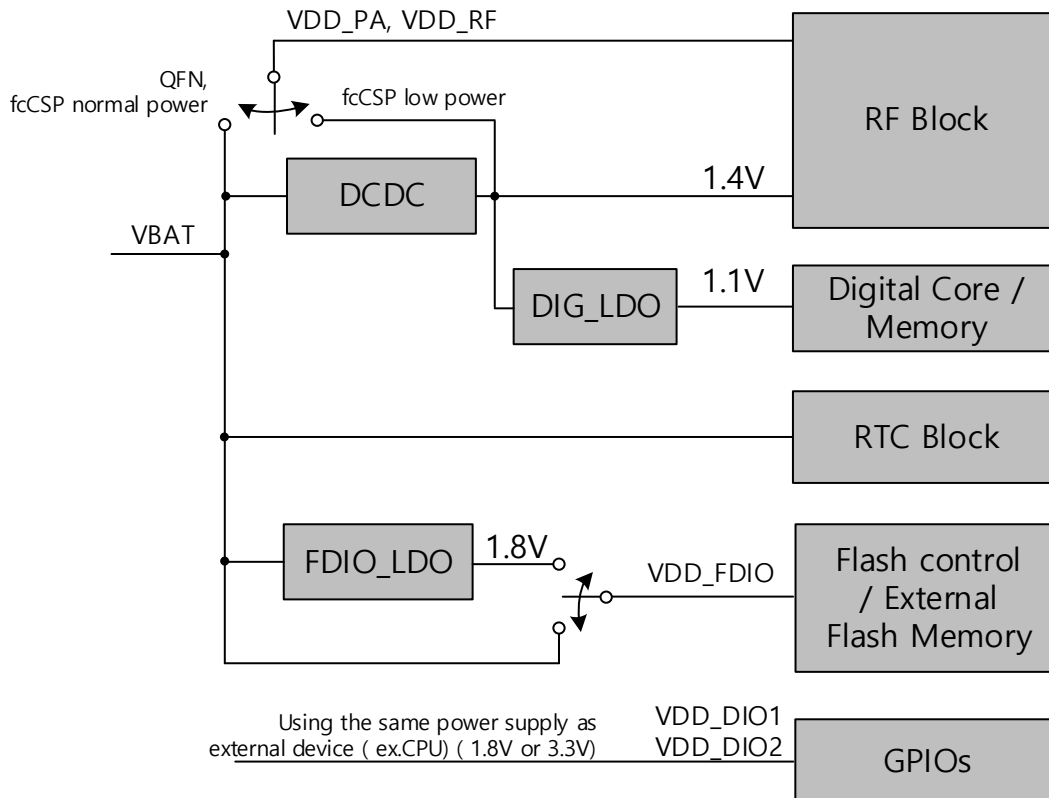 VDD_PA, VDD_RF
QFN,
fcCSP normal power
fcCSP low power
RF Block
DCDC
1.4V
VBAT
DIG_LDO
1.1V
Digital Core /
Memory
RTC Block
FDIO_LDO
1.8V
VDD_FDIO
Flash control
/ External
Flash Memory
Using the same power supply as
external device ( ex.CPU) ( 1.8V or 3.3V)
VDD_DIO1
VDD_DIO2
GPIOs